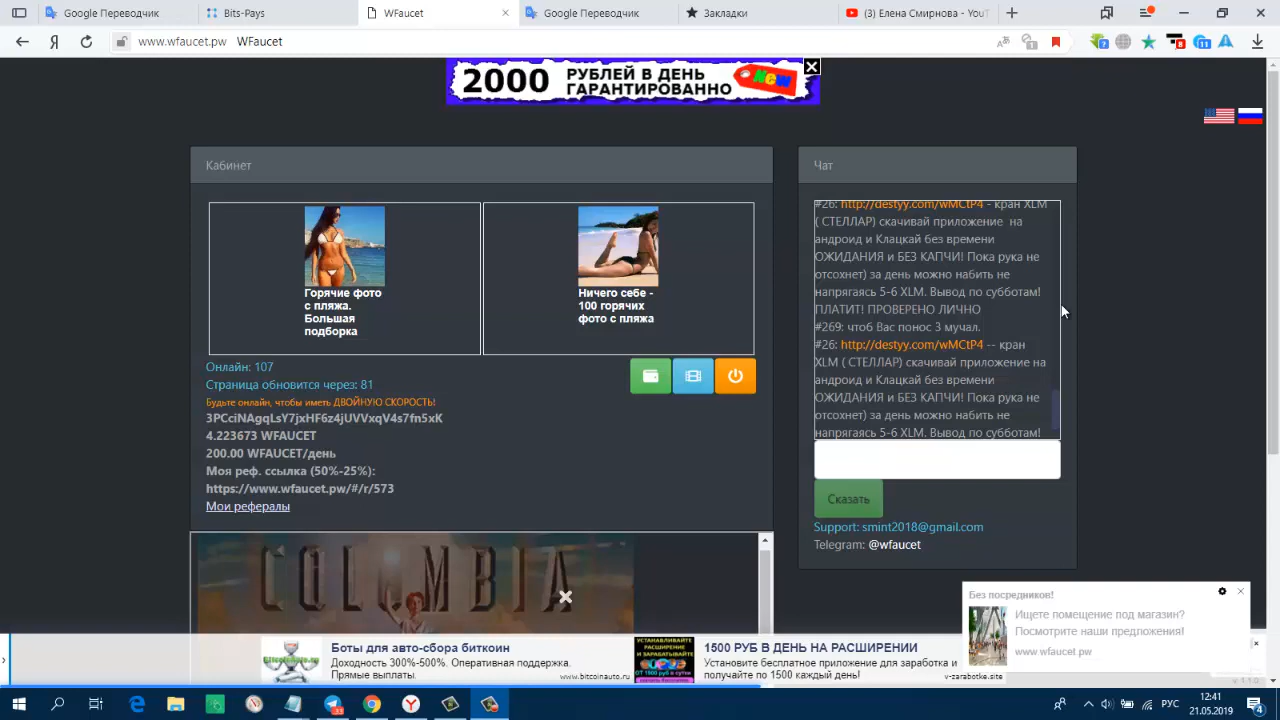 Google Переводчик
Bits-Pays
WFaucet
Google Переводчик
Закладки
(3) Елена Смирнова - YouT
www.wfaucet.pw WFaucet
2000 РУБЛЕЙ В ДЕНЬ
ГАРАНТИРОВАННО
NEW
Кабинет
Горячие фото
с пляжа.
Большая
подборка
Ничего себе -
100 горячих
фото с пляжа
Онлайн: 107
Страница обновится через: 81
Будьте онлайн, чтобы иметь ДВОЙНУЮ СКОРОСТЬ!
3PCciNAgqLsY7jxHF6z4jUVVxqV4s7fn5xK
4.223673 WFAUCET
200.00 WFAUCET/день
Моя реф. ссылка (50%-25%):
https://www.wfaucet.pw/#/r/573
Мои рефералы
COLUMBIA
Чат
#26: http://destyy.com/wMCtP4 - кран XLM
( СТЕЛЛАР) скачивай приложение на
андроид и Клацкай без времени
ОЖИДАНИЯ и БЕЗ КАПЧИ! Пока рука не
отсохнет) за день можно набить не
напрягаясь 5-6 XLM. Вывод по субботам!
ПЛАТИТ! ПРОВЕРЕНО ЛИЧНО
#269: чтоб Вас понос 3 мучал.
#26: http://destyy.com/wMCtP4 -- кран
XLM ( СТЕЛЛАР) скачивай приложение на
андроид и Клацкай без времени
ОЖИДАНИЯ и БЕЗ КАПЧИ! Пока рука не
отсохнет) за день можно набить не
напрягаясь 5-6 XLM. Вывод по субботам!
Сказать
Support: smint2018@gmail.com
Telegram: @wfaucet
Без посредников!
Ищете помещение под магазин?
Посмотрите наши предложения!
www.wfaucet.pw
Боты для авто-сбора биткоин
Доходность 300%-500%. Оперативная поддержка.
Прямые выплаты.
www.bitcoinauto.ru
УСТАНАВЛИВАЙТЕ
РАСШИРЕНИЕ
И ЗАРАБАТЫВАЙТЕ
ОТ 1500 РУБ в сутки
1500 РУБ В ДЕНЬ НА РАСШИРЕНИИ
Установите бесплатное приложение для заработка и
получайте по 1500 каждый день!
v-zarabotke.site
РУС
12:41
21.05.2019